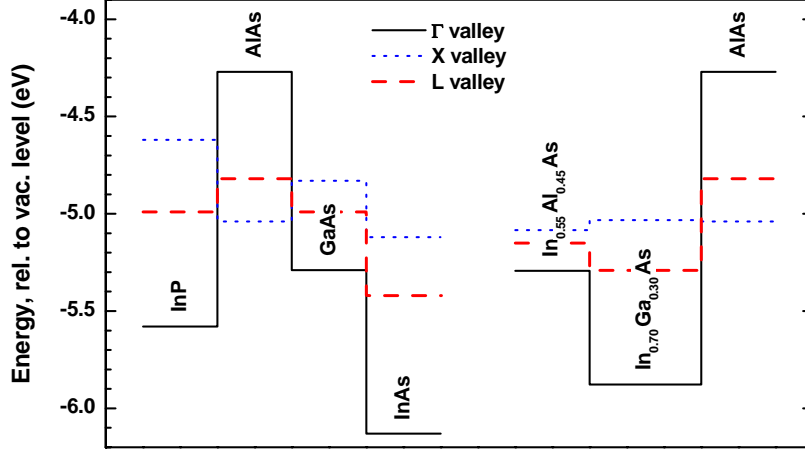 Energy, rel. to vac. level (eV)
-4.0
-4.5
-5.0
-5.5
-6.0
Γ valley
X valley
L valley
InP
AlAs
GaAs
InAs
In₀.₅₅Al₀.₄₅As
In₀.₇₀Ga₀.₃₀As
AlAs